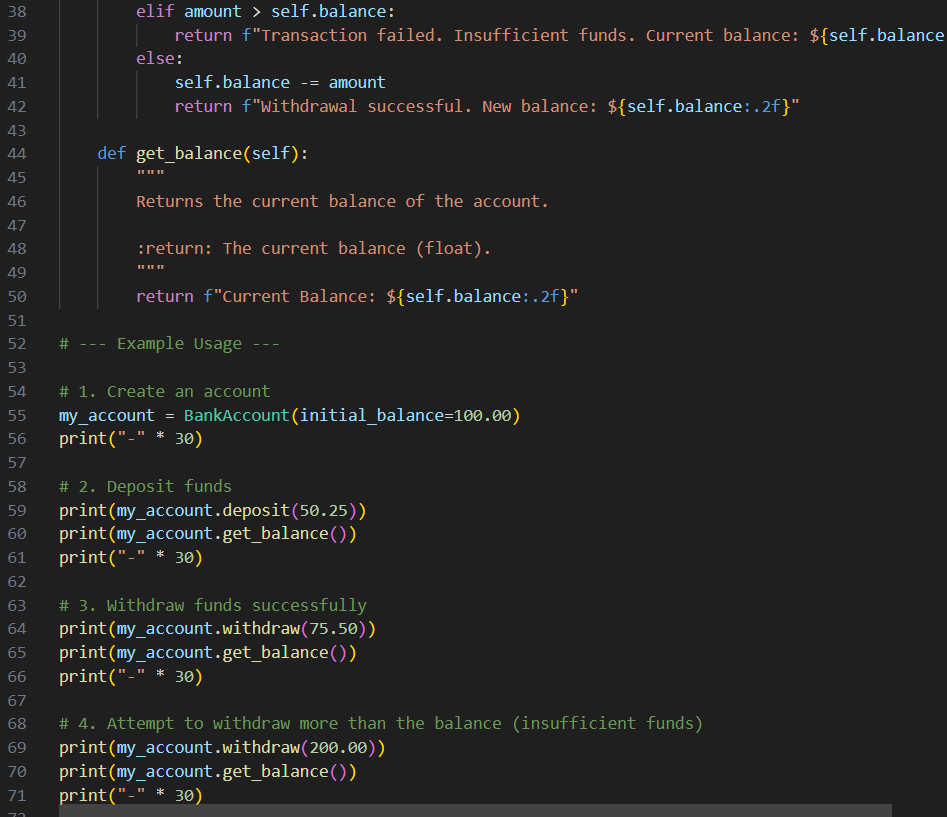 38 elif amount > self.balance:
39 return f"Transaction failed. Insufficient funds. Current balance: ${self.balance
40 else:
41 self.balance -= amount
42 return f"Withdrawal successful. New balance: ${self.balance:.2f}"
43
44 def get_balance(self):
45 """
46 Returns the current balance of the account.
47
48 :return: The current balance (float).
49 """
50 return f"Current Balance: ${self.balance:.2f}"
51
52 # --- Example Usage ---
53
54 # 1. Create an account
55 my_account = BankAccount(initial_balance=100.00)
56 print("-" * 30)
57
58 # 2. Deposit funds
59 print(my_account.deposit(50.25))
60 print(my_account.get_balance())
61 print("-" * 30)
62
63 # 3. Withdraw funds successfully
64 print(my_account.withdraw(75.50))
65 print(my_account.get_balance())
66 print("-" * 30)
67
68 # 4. Attempt to withdraw more than the balance (insufficient funds)
69 print(my_account.withdraw(200.00))
70 print(my_account.get_balance())
71 print("-" * 30)